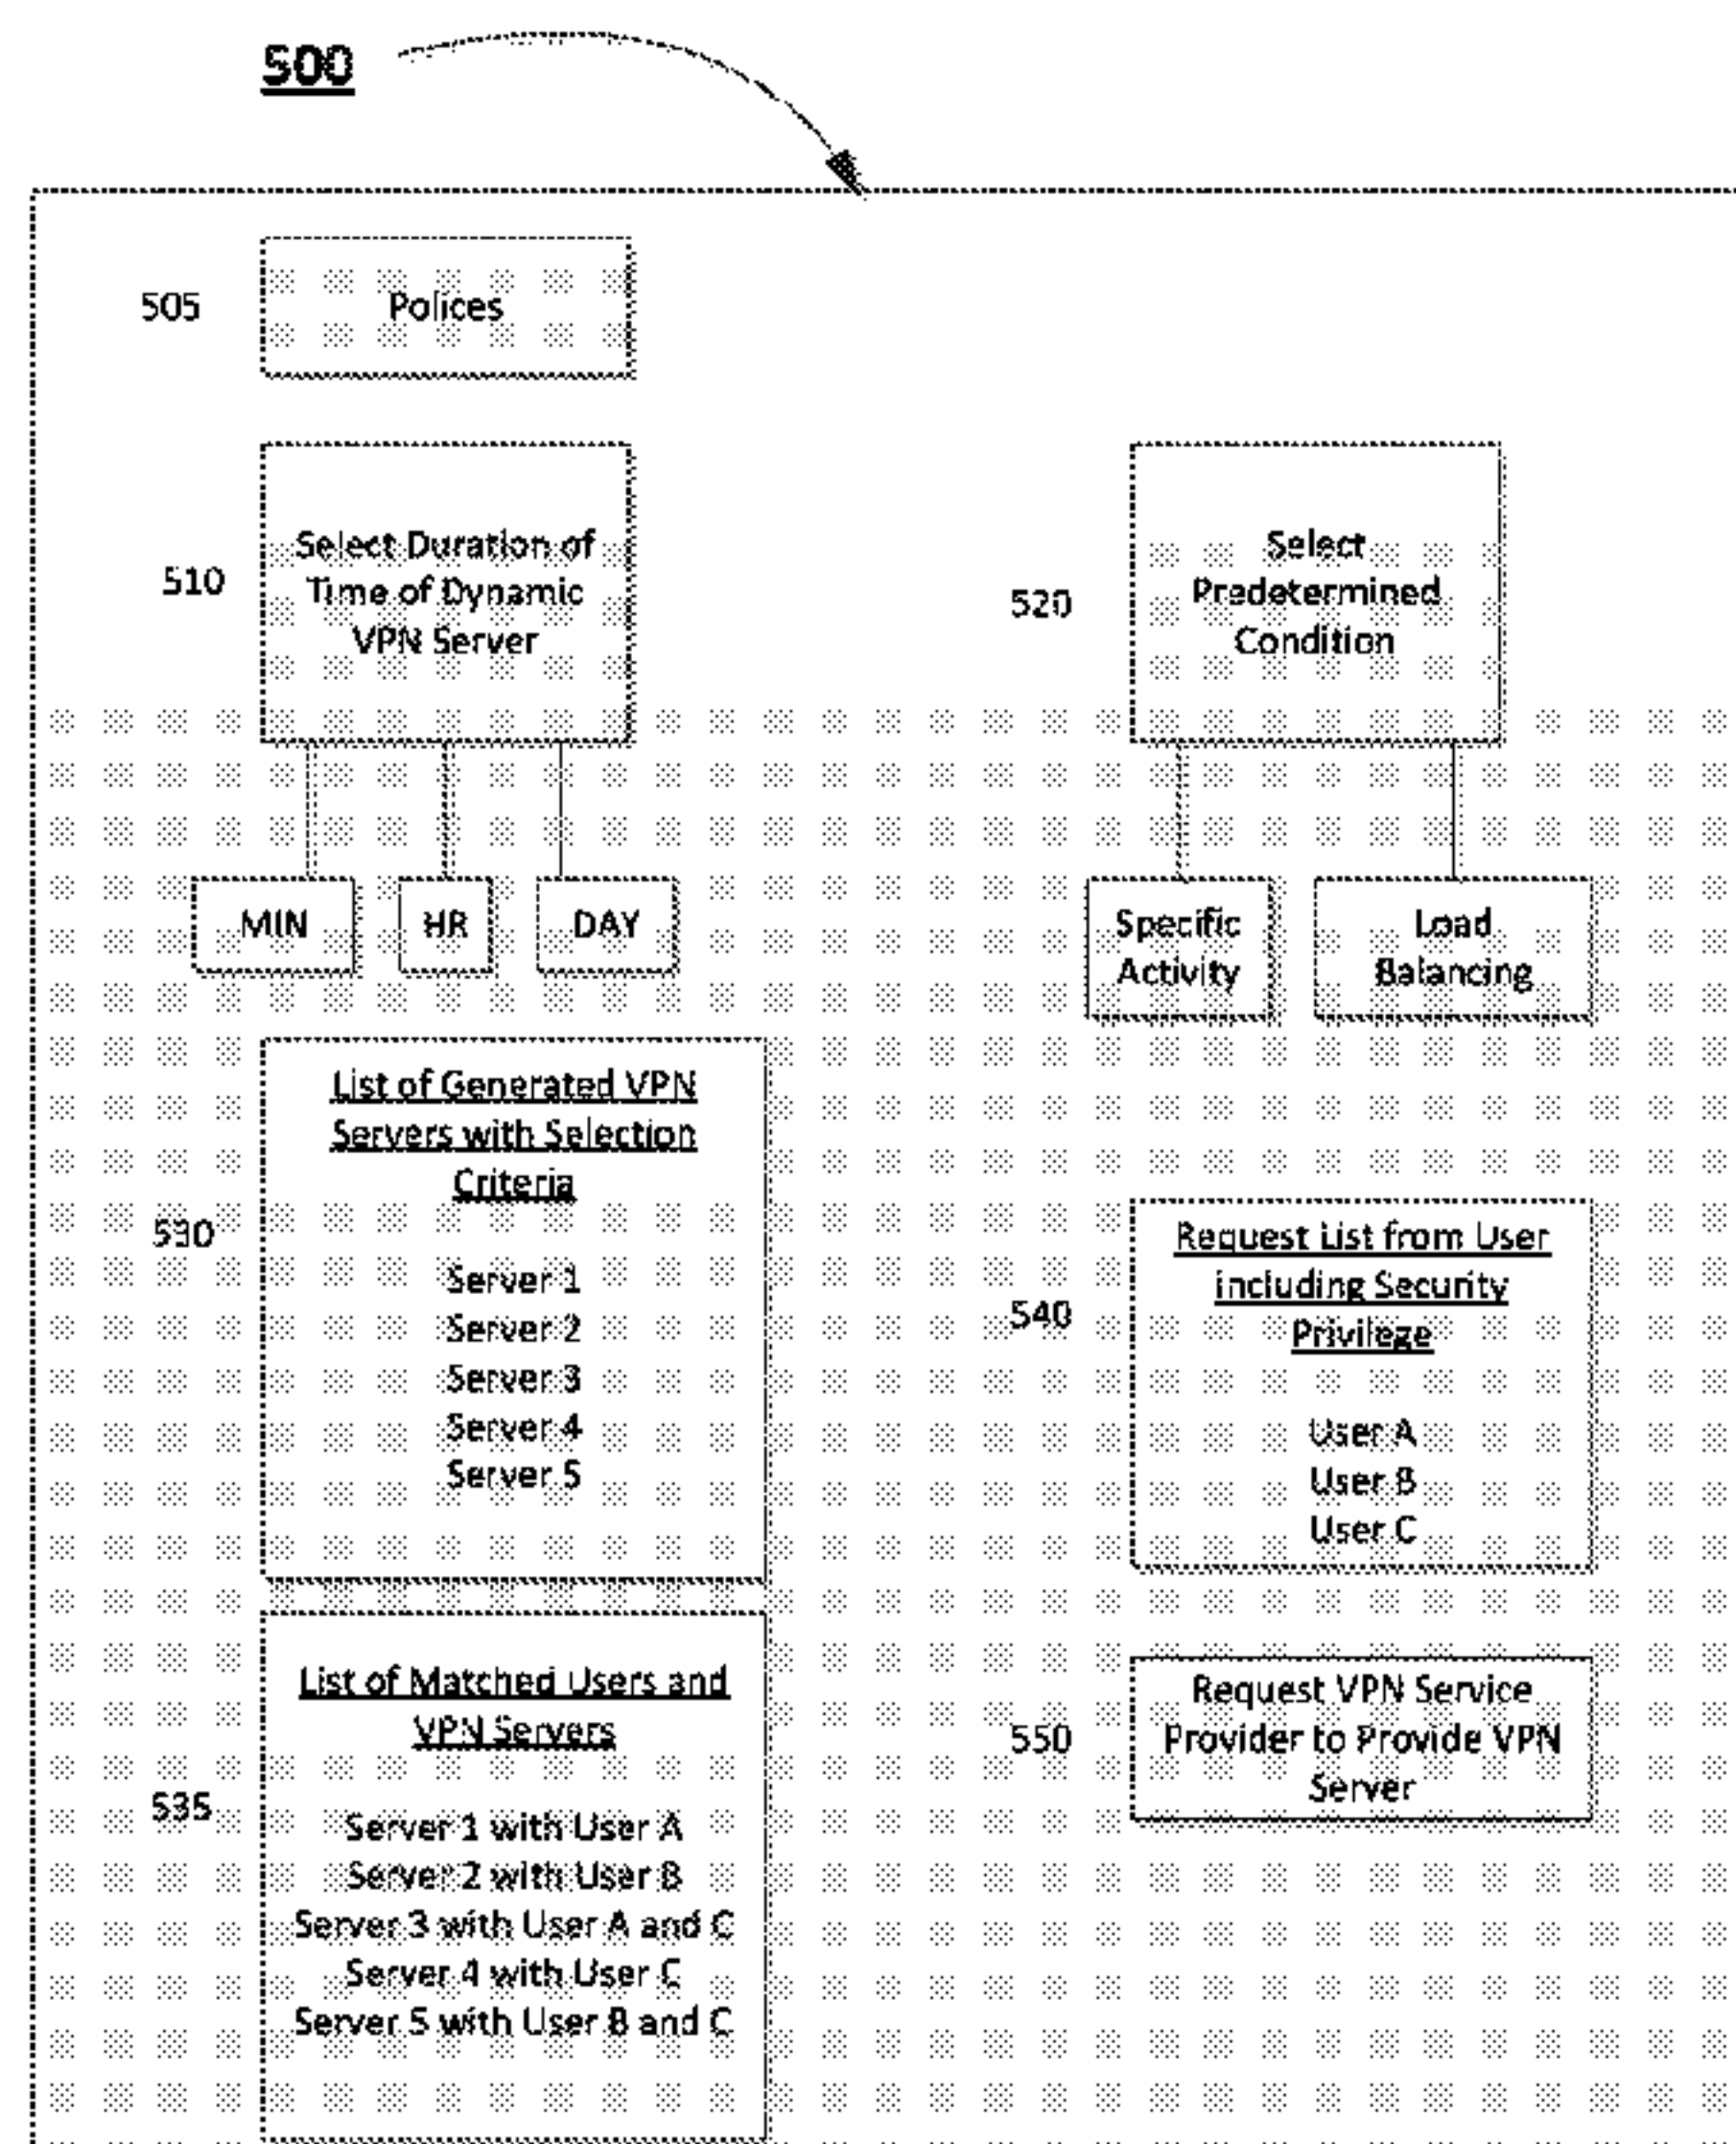 500
505
Polices
510
Select Duration of
Time of Dynamic
VPN Server
520
Select
Predetermined
Condition
MIN
HR
DAY
Specific
Activity
Load
Balancing
530
List of Generated VPN
Servers with Selection
Criteria
Server 1
Server 2
Server 3
Server 4
Server 5
540
Request List from User
including Security
Privilege
User A
User B
User C
535
List of Matched Users and
VPN Servers
Server 1 with User A
Server 2 with User B
Server 3 with User A and C
Server 4 with User C
Server 5 with User B and C
550
Request VPN Service
Provider to Provide VPN
Server